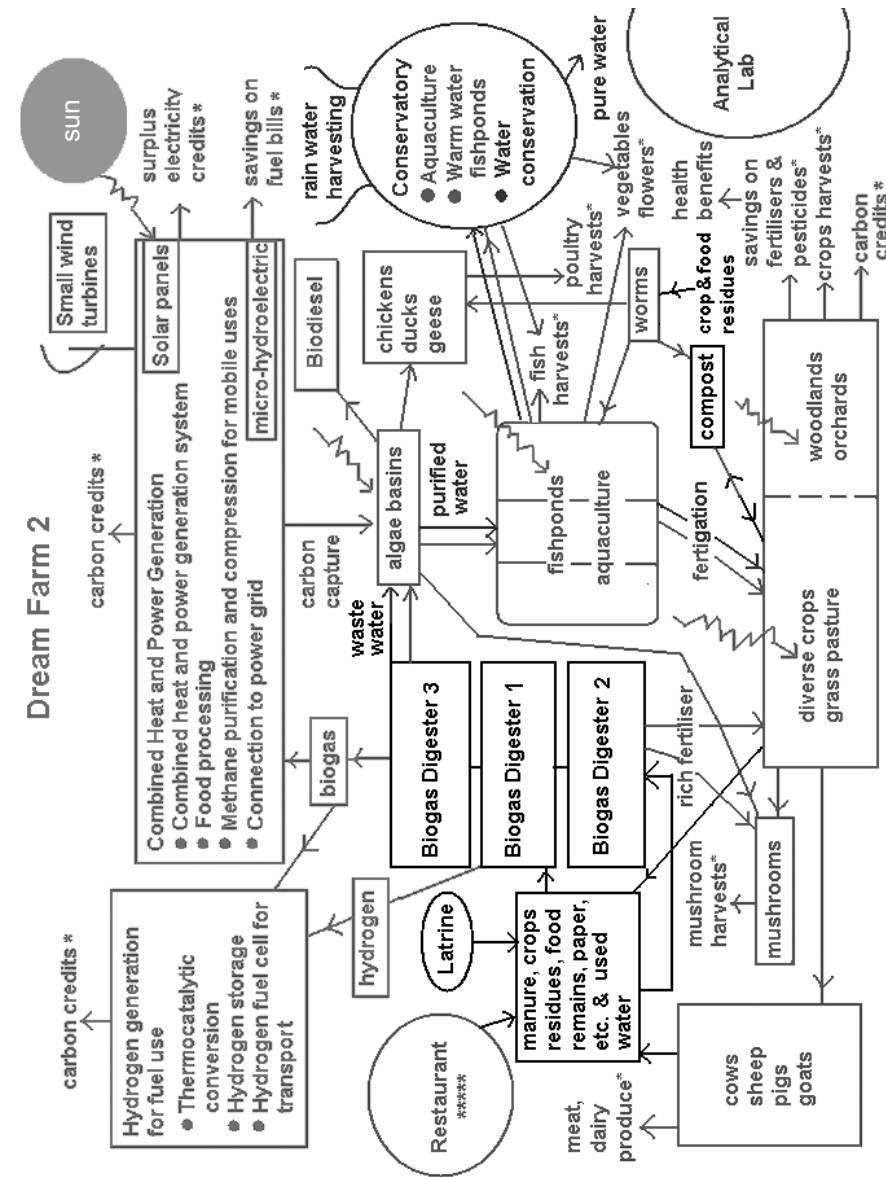 Dream Farm 2
carbon credits *
Hydrogen generation
for fuel use
Thermocatalytic
conversion
Hydrogen storage
Hydrogen fuel cell for
transport
carbon credits *
Combined Heat and Power Generation
Combined heat and power generation system
Food processing
Methane purification and compression for mobile uses
Connection to power grid
Small wind
turbines
Solar panels
micro-hydroelectric
sun
surplus
electricity
credits *
savings on
fuel bills *
hydrogen
biogas
carbon
capture
Biodiesel
rain water
harvesting
Restaurant
*****
Latrine
manure, crops
residues, food
remains, paper,
etc. & used
water
Biogas Digester 3
Biogas Digester 1
Biogas Digester 2
waste
water
algae basins
purified
water
chickens
ducks
geese
Conservatory
Aquaculture
Warm water
fishponds
Water
conservation
pure water
fishponds
aquaculture
fish
harvests*
poultry
harvests*
vegetables
flowers*
worms
crop & food
residues
compost
health
benefits
savings on
fertilisers &
pesticides*
crops harvests*
carbon
credits *
Analytical
Lab
meat,
dairy
produce*
cows
sheep
pigs
goats
mushroom
harvests*
mushrooms
rich fertiliser
fertigation
diverse crops
grass pasture
woodlands
orchards